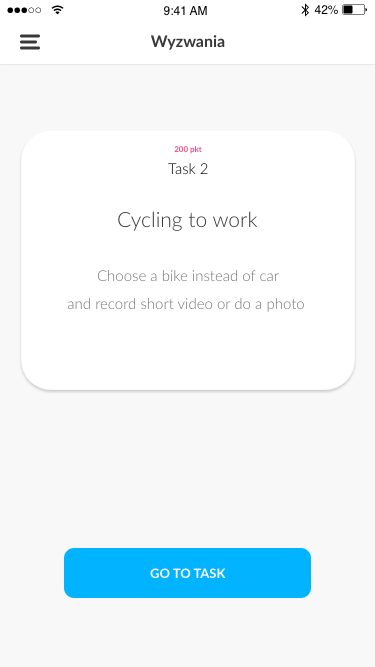 9:41 AM
42%
Wyzwania
200 pkt
Task 2
Cycling to work
Choose a bike instead of car
and record short video or do a photo
GO TO TASK